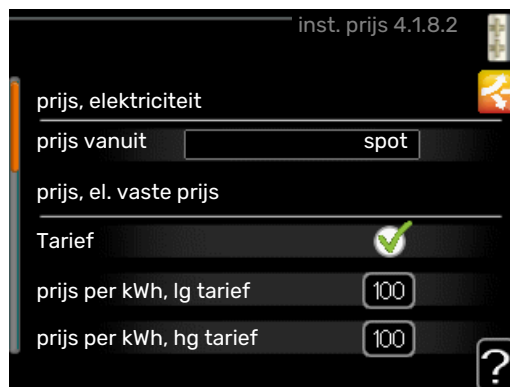 inst. prijs 4.1.8.2
prijs, elektriciteit
prijs vanuit spot
prijs, el. vaste prijs
Tarief
prijs per kWh, lg tarief 100
prijs per kWh, hg tarief 100
?